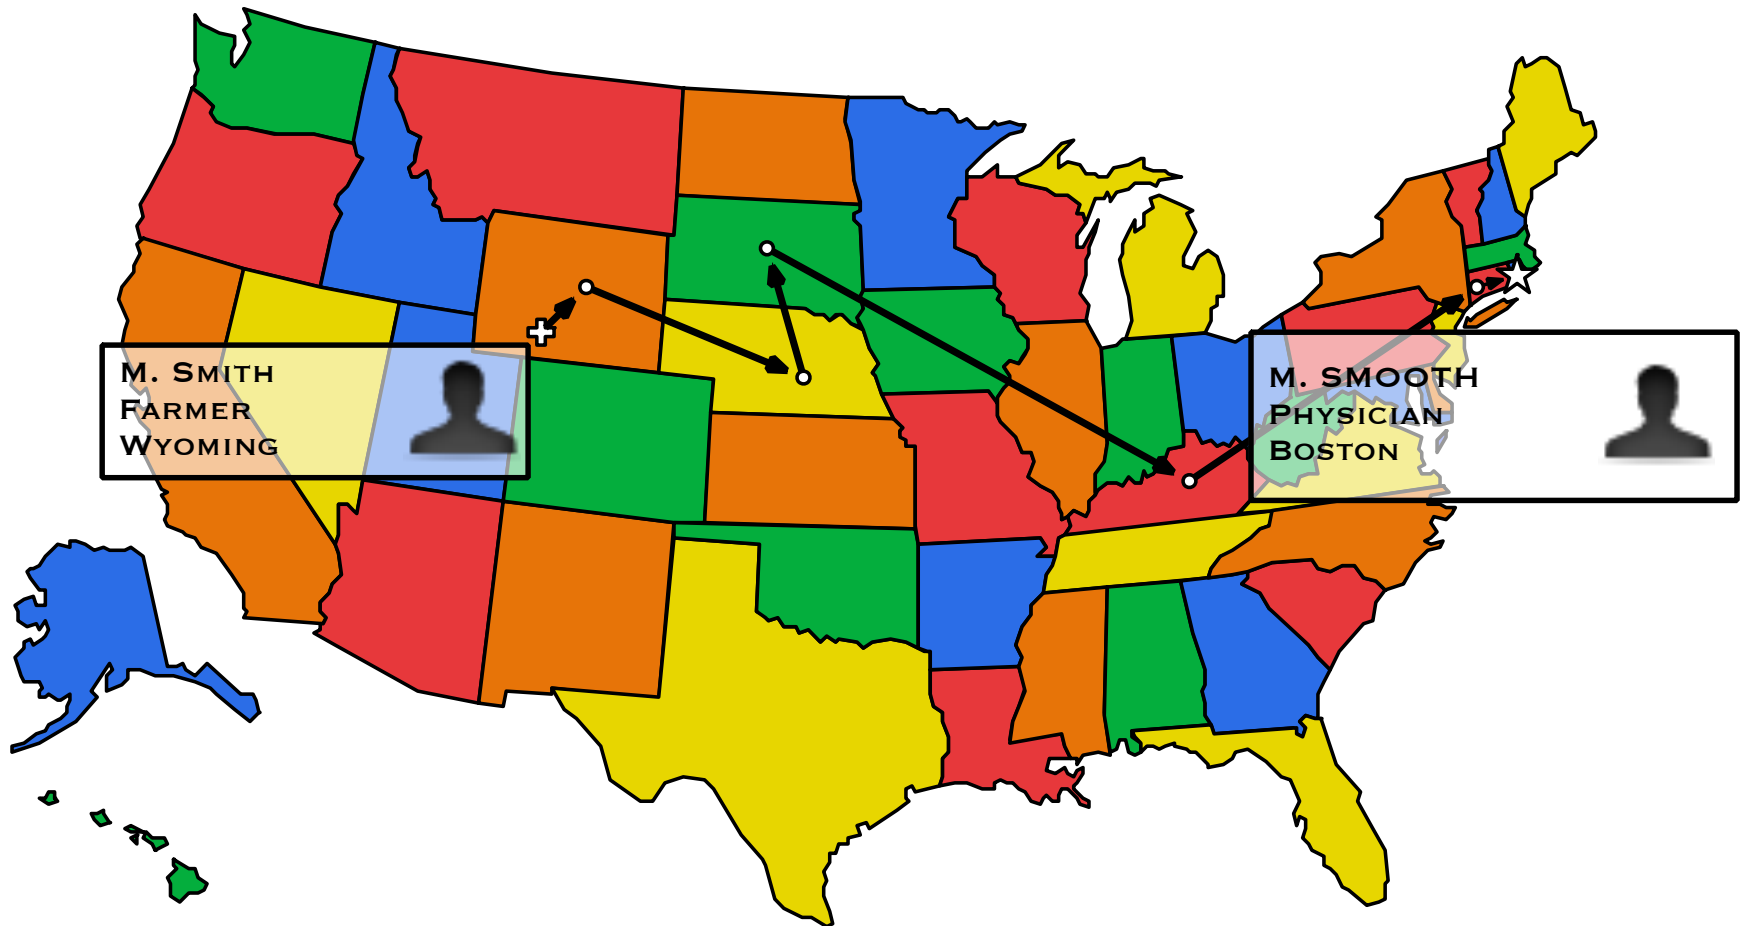 M. Smith
Farmer
Wyoming
M. SMOOTH
Physician
Boston